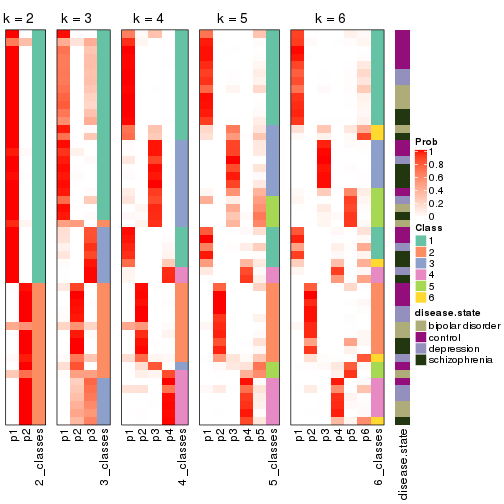 k = 2 k = 3 k = 4 k = 5 k = 6
Prob
1
0.8
0.6
0.4
0.2
0
Class
1
2
3
4
5
6
disease.state
bipolar disorder
control
depression
schizophrenia
p1 p2 2_classes p1 p2 p3 3_classes p1 p2 p3 p4 4_classes p1 p2 p3 p4 p5 5_classes p1 p2 p3 p4 p5 p6 6_classes disease.state